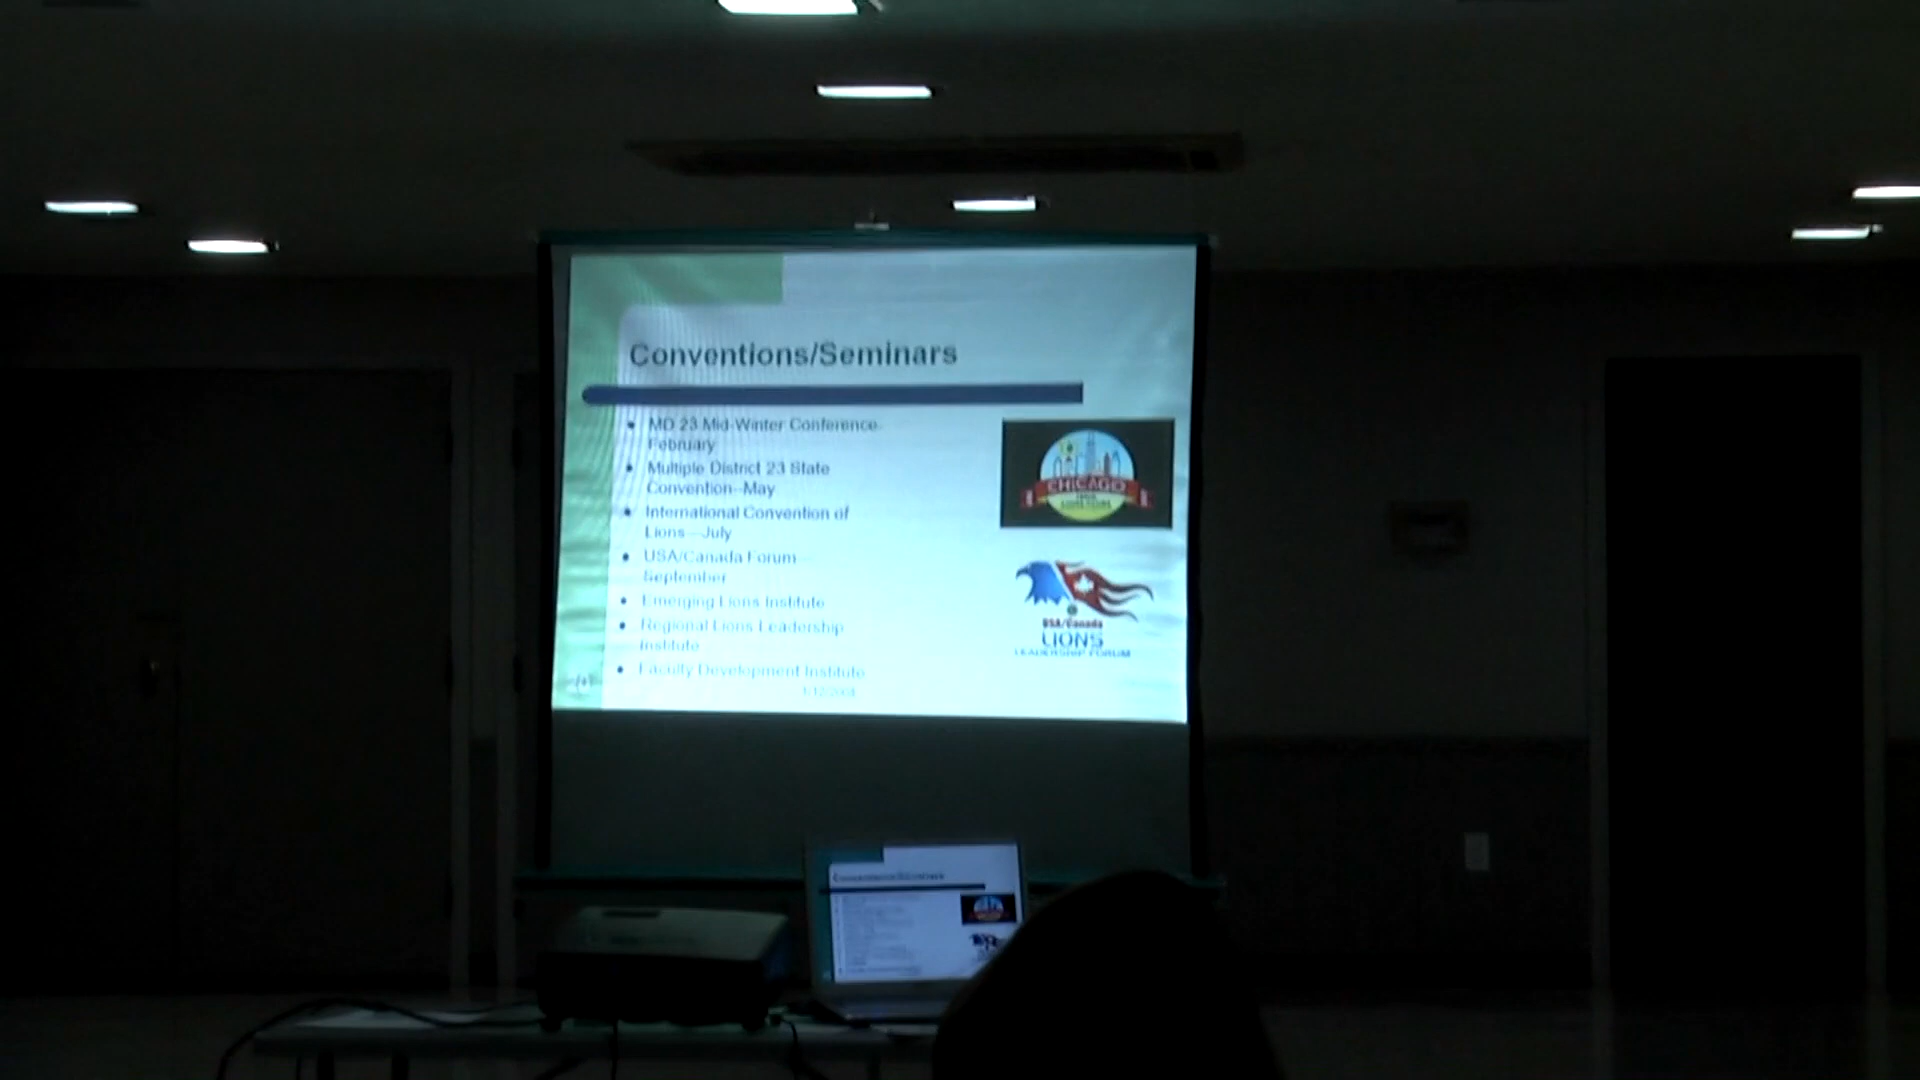 Conventions/Seminars
MD 23 Mid-Winter Conference-
February
Multiple District 23 State
Convention--May
International Convention of
Lions---July
USA/Canada Forum
September
Emerging Lions Institute
Regional Lions Leadership
Institute
Faculty Development Institute
CHICAGO
USA/Canada
LIONS
LEADERSHIP FORUM
Conventions/Seminars